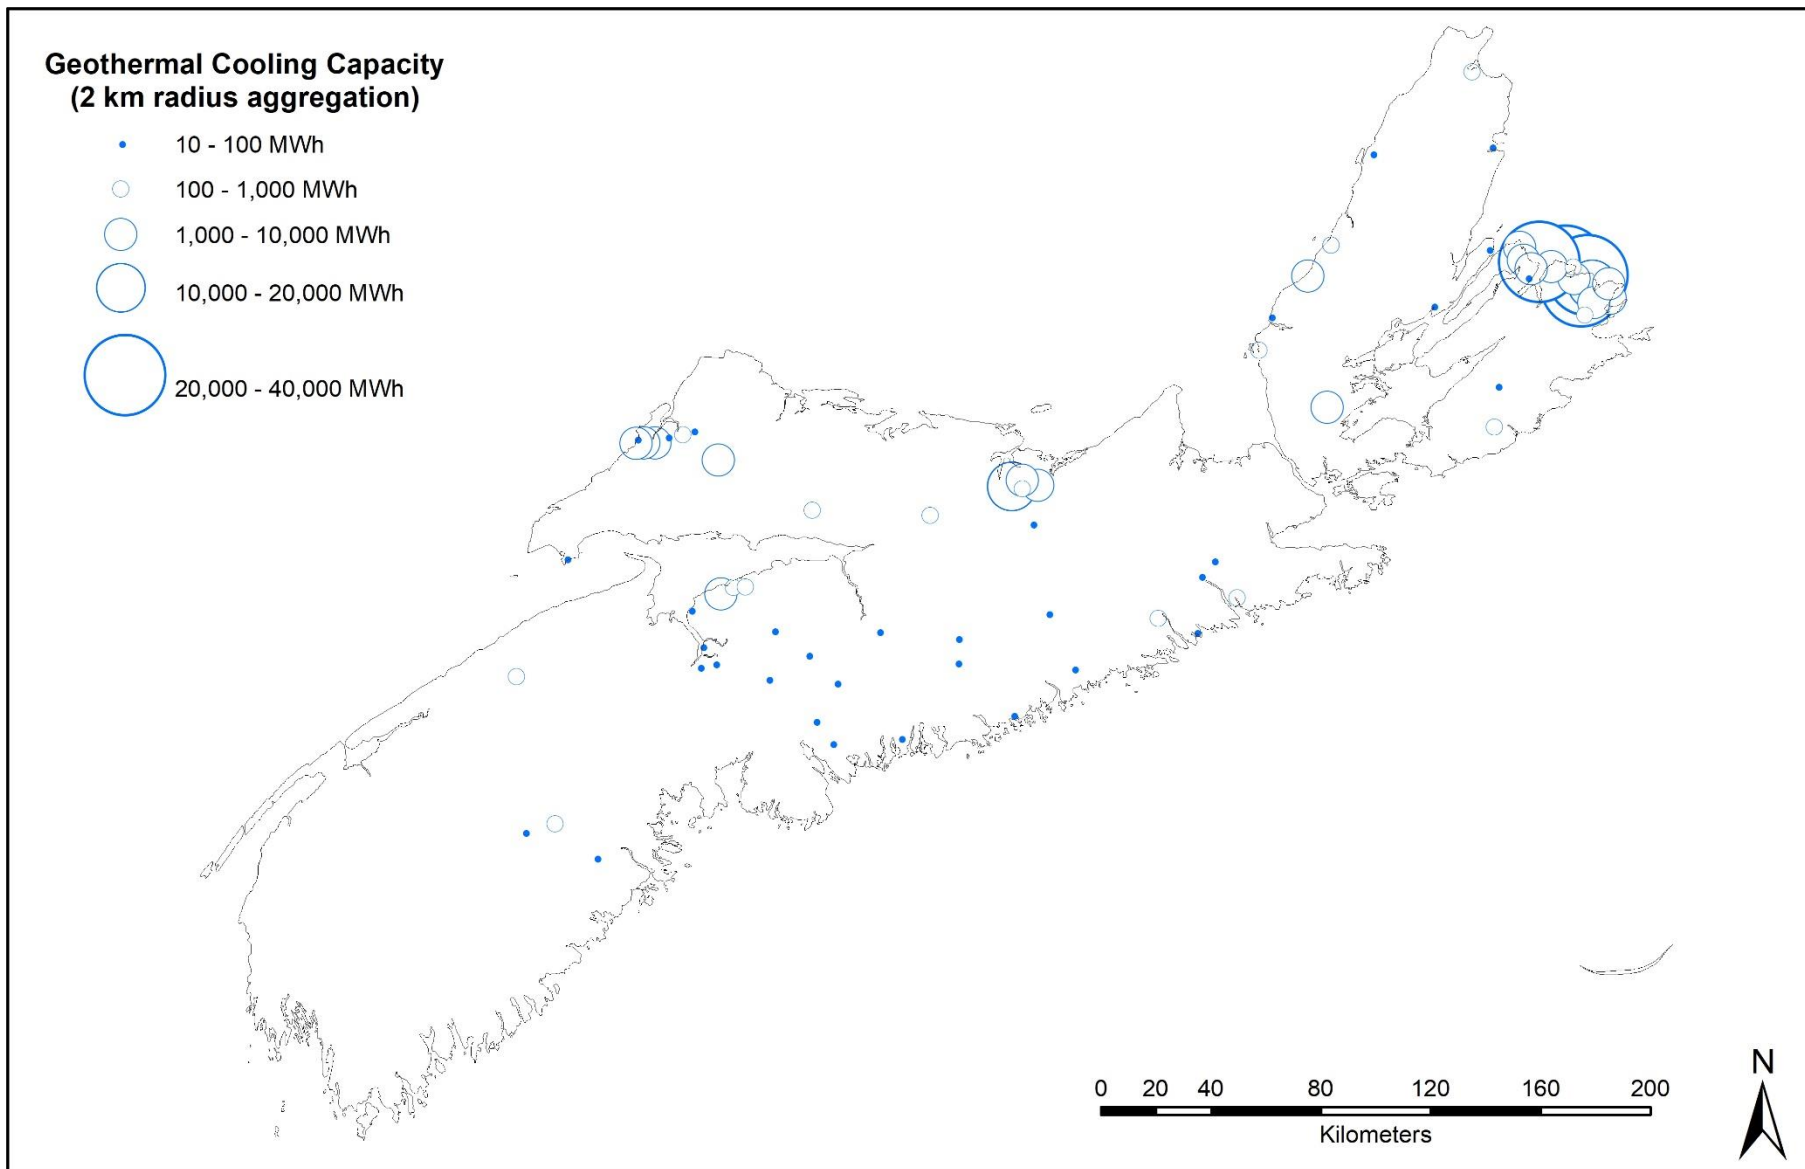 Geothermal Cooling Capacity
(2 km radius aggregation)
10 - 100 MWh
100 - 1,000 MWh
1,000 - 10,000 MWh
10,000 - 20,000 MWh
20,000 - 40,000 MWh
N
0 20 40 80 120 160 200
Kilometers